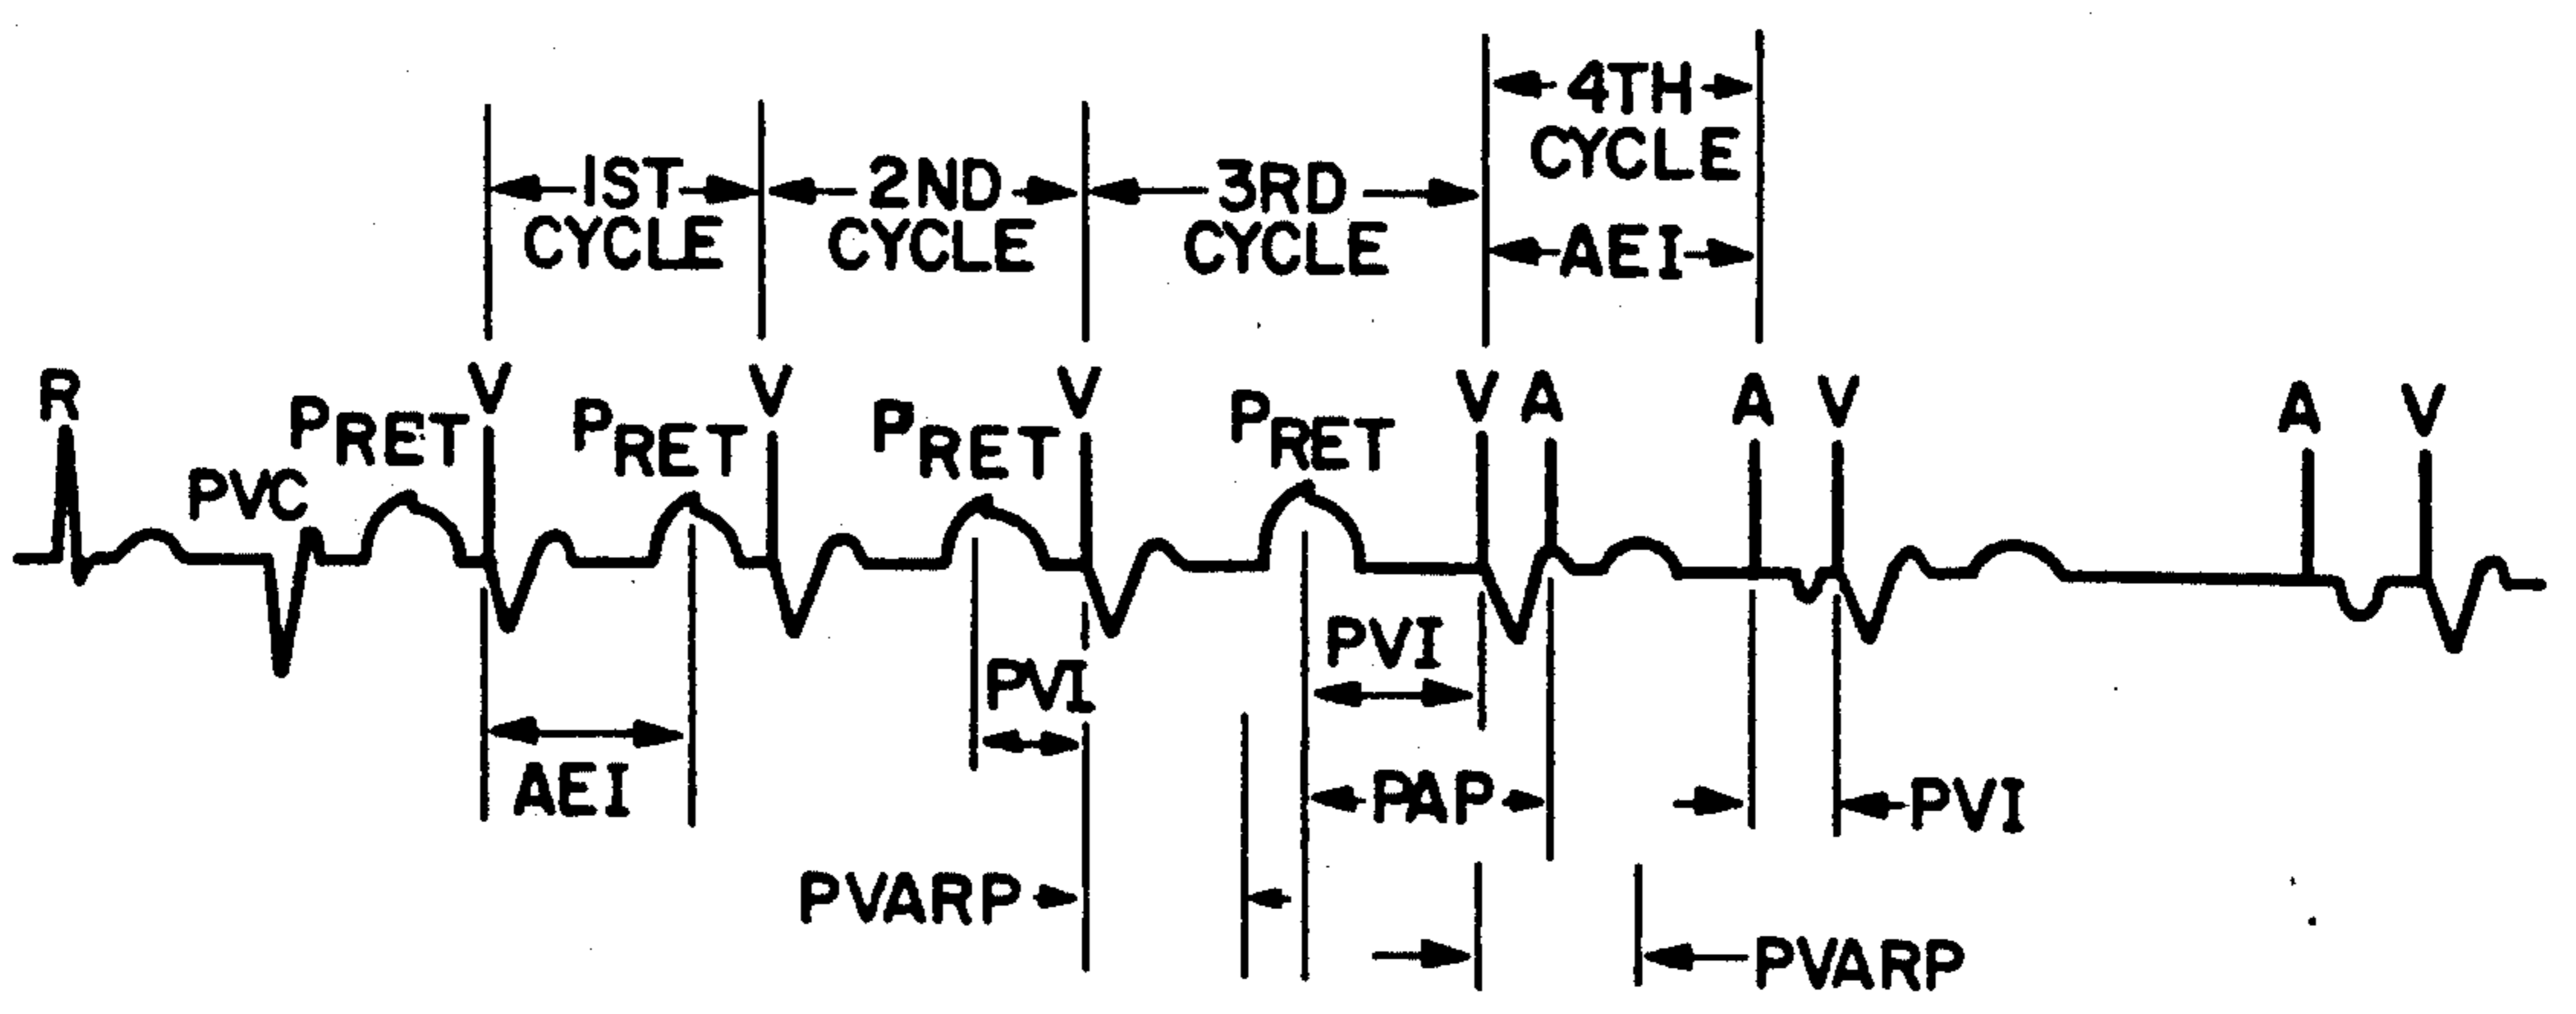 4TH
CYCLE
1ST 2ND 3RD
CYCLE CYCLE CYCLE
AEI
R PRET V PRET V PRET V PRET V A A V A V
PVC
PVI PVI
AEI PAP PVI
PVARP
PVARP